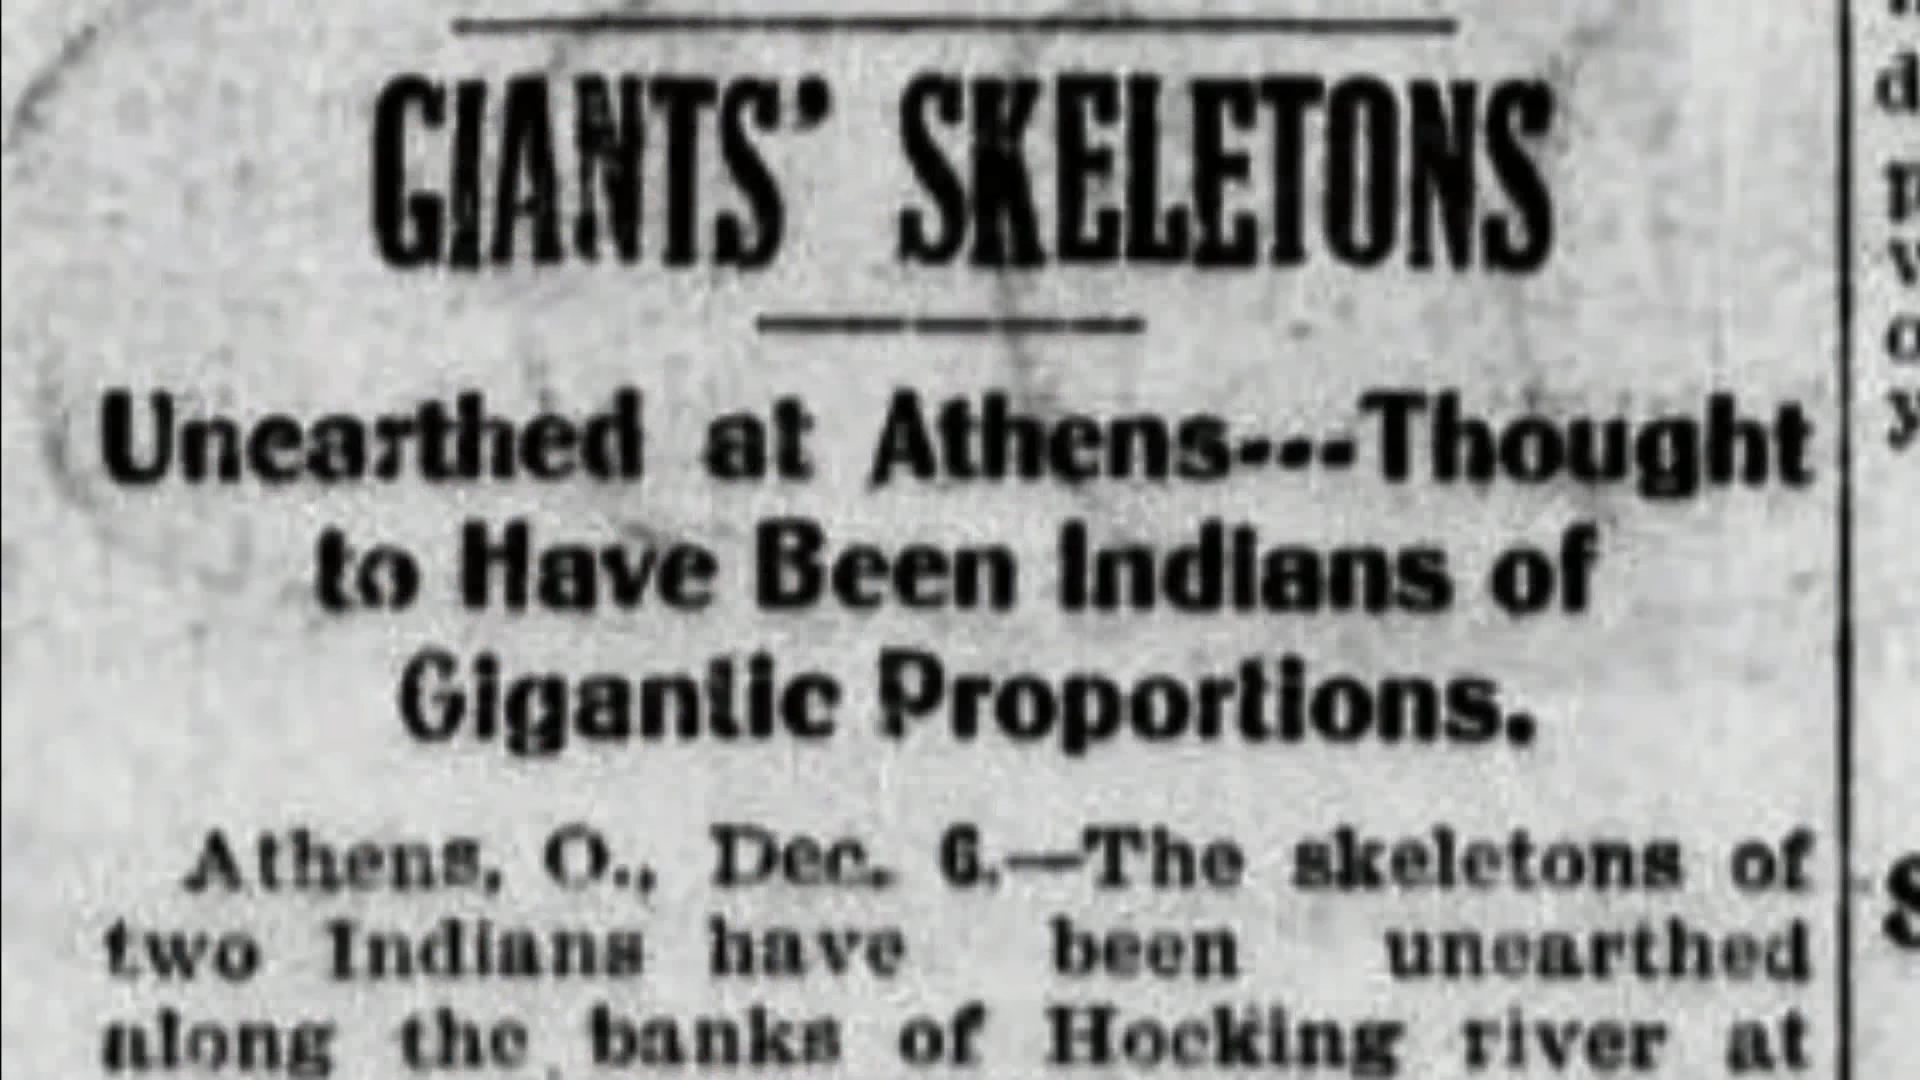 GIANTS' SKELETONS
Unearthed at Athens---Thought
to Have Been Indians of
Gigantic Proportions.
Athens, O., Dec. 6.—The skeletons of
two Indians have been unearthed
along the banks of Hocking river at